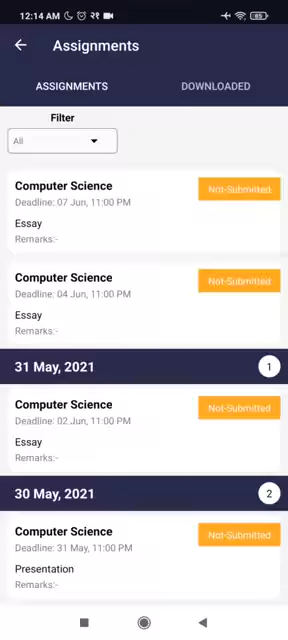 12:14 AM २१ 85
Assignments
ASSIGNMENTS DOWNLOADED
Filter
All
Computer Science Not-Submitted
Deadline: 07 Jun, 11:00 PM
Essay
Remarks:-
Computer Science Not-Submitted
Deadline: 04 Jun, 11:00 PM
Essay
Remarks:-
31 May, 2021 1
Computer Science Not-Submitted
Deadline: 02 Jun, 11:00 PM
Essay
Remarks:-
30 May, 2021 2
Computer Science Not-Submitted
Deadline: 31 May, 11:00 PM
Presentation
Remarks:-